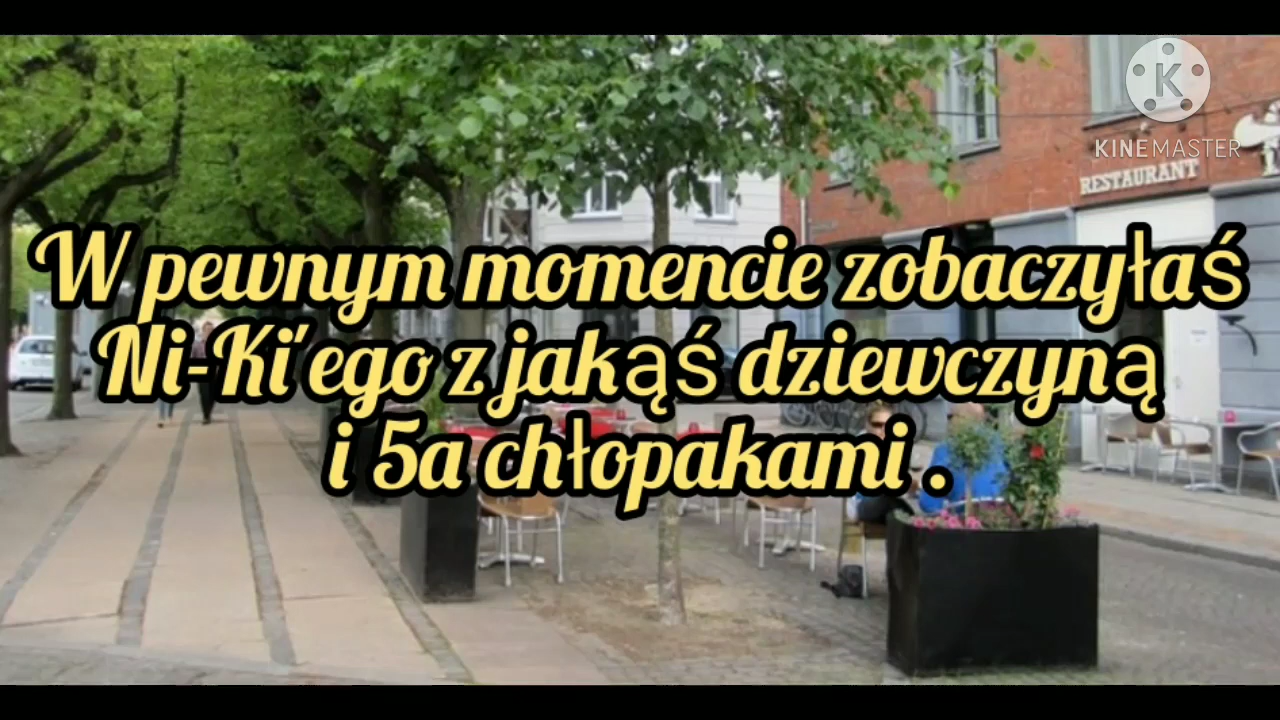 KINEMASTER
RESTAURANT
W pewnym momencie zobaczyłaś
Ni-Ki'ego z jakąś dziewczyną
i 5a chłopakami .